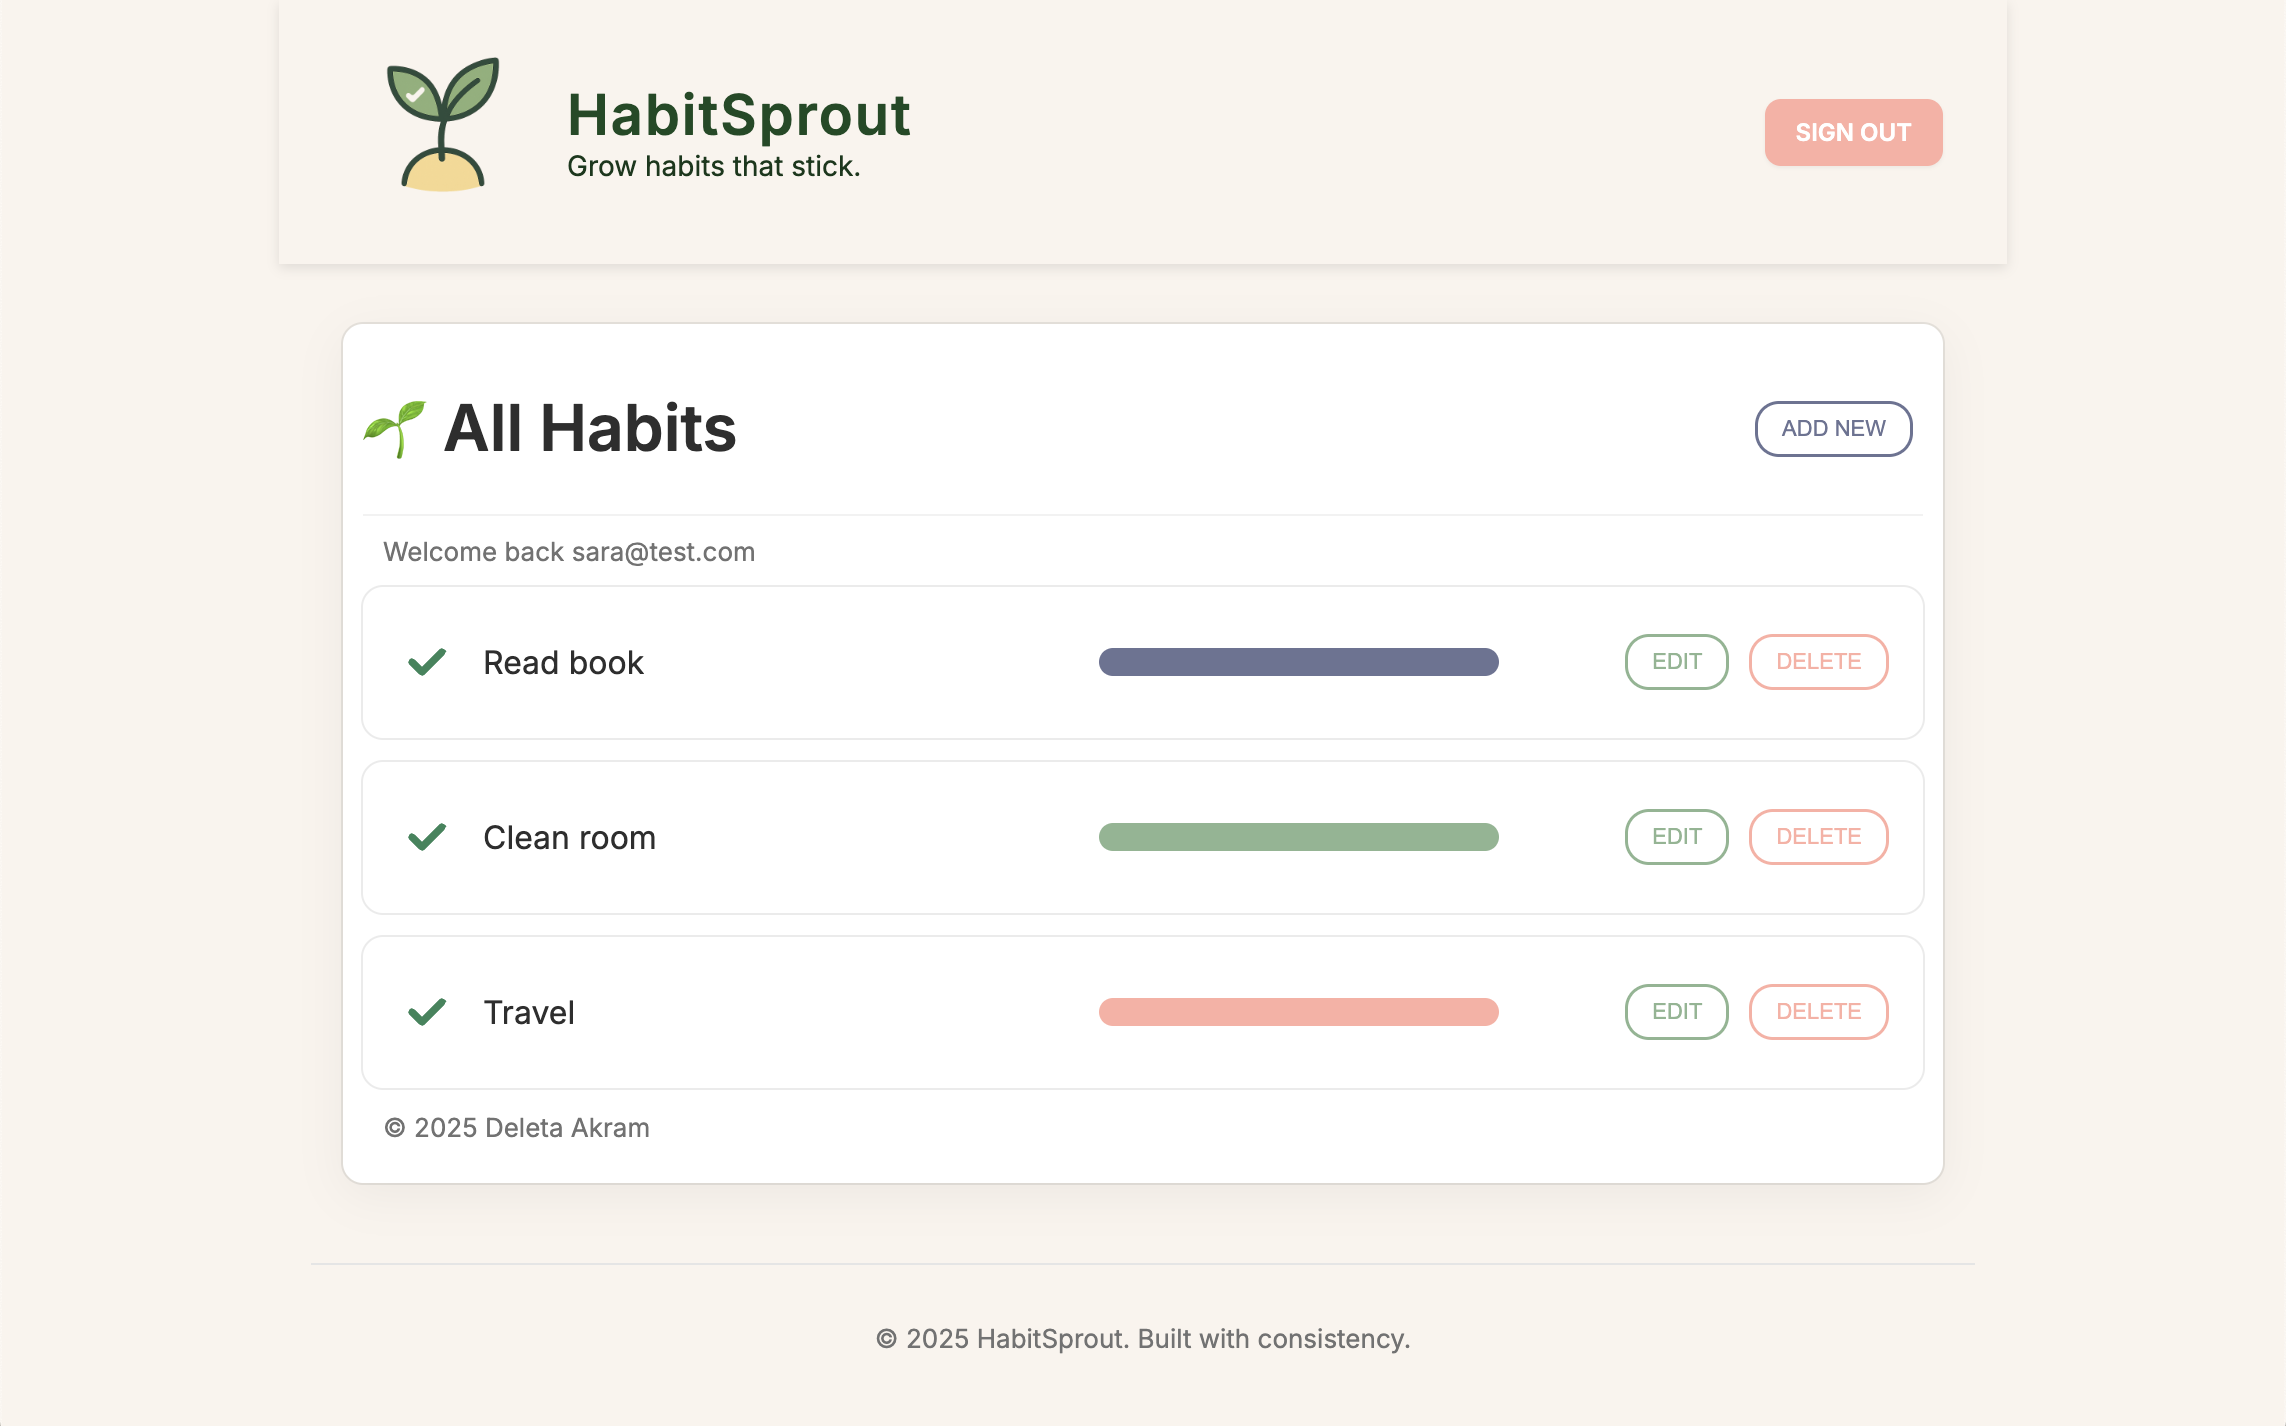 HabitSprout
Grow habits that stick.
SIGN OUT
All Habits
ADD NEW
Welcome back sara@test.com
Read book
EDIT
DELETE
Clean room
EDIT
DELETE
Travel
EDIT
DELETE
© 2025 Deleta Akram
© 2025 HabitSprout. Built with consistency.